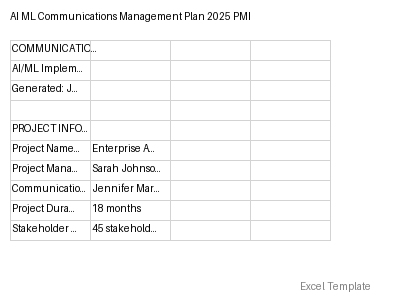 AI ML Communications Management Plan 2025 PMI
COMMUNICATIC...
AI/ML Implem...
Generated: J...
PROJECT INFO...
Project Name... Enterprise A...
Project Mana... Sarah Johnso...
Communicatio... Jennifer Mar...
Project Dura... 18 months
Stakeholder ... 45 stakehold...
Excel Template